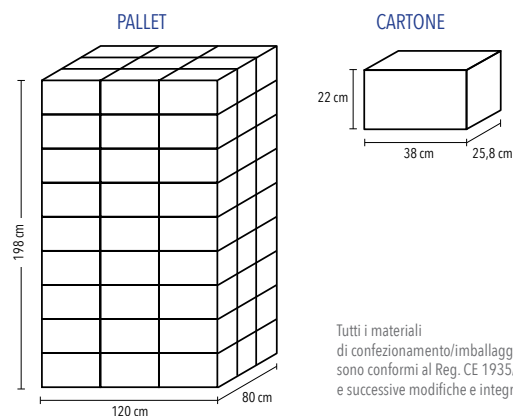 PALLET
CARTONE
22 cm
38 cm
25,8 cm
198 cm
120 cm
80 cm
Tutti i materiali
di confezionamento/imballagg
sono conformi al Reg. CE 1935/
e successive modifiche e integr